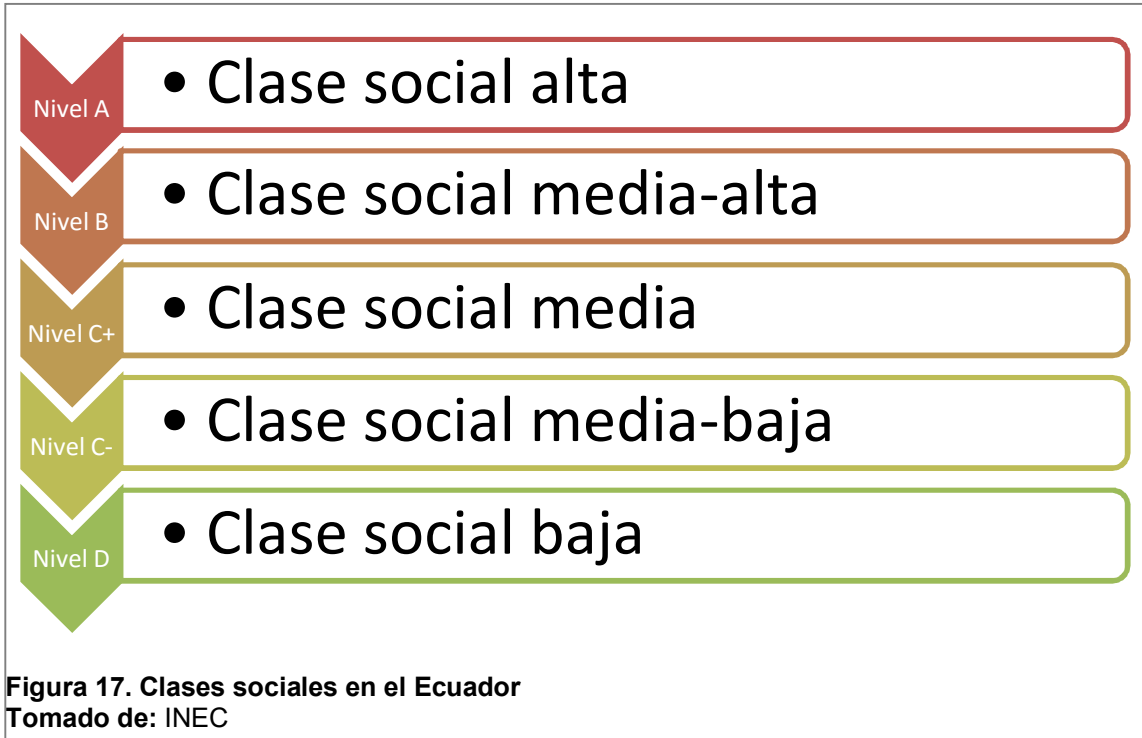 Nivel A
• Clase social alta
Nivel B
• Clase social media-alta
Nivel C+
• Clase social media
Nivel C-
• Clase social media-baja
Nivel D
• Clase social baja
Figura 17. Clases sociales en el Ecuador
Tomado de: INEC